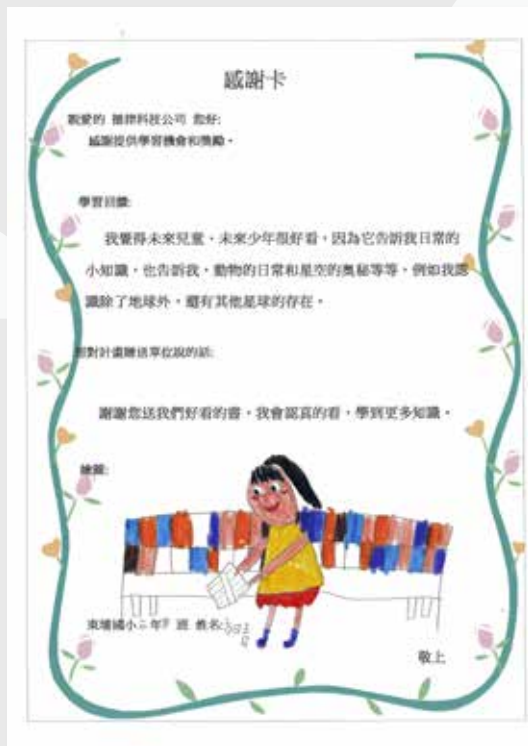 感謝卡
親愛的 德律科技公司 您好:
感謝提供學習機會和獎勵。
學習回饋:
我覺得未來兒童、未來少年很好看，因為它告訴我日常的
小知識，也告訴我，動物的日常和星空的奧秘等等，例如我認
識除了地球外，還有其他星球的存在。
想對計畫贈送單位說的話:
謝謝您送我們好看的書，我會認真的看，學到更多知識。
繪圖:
國小 年 班 姓名:
敬上